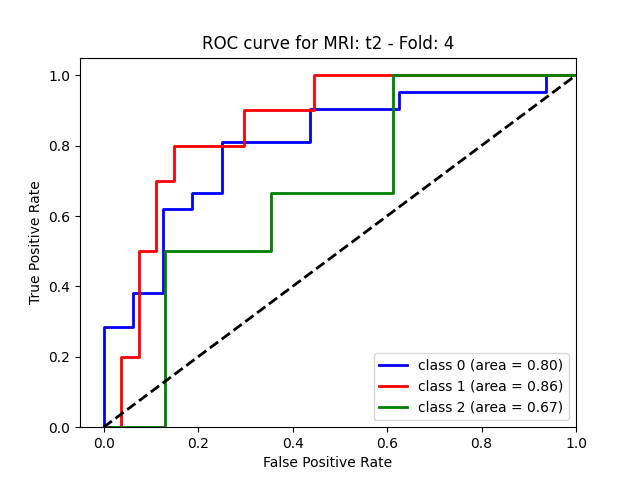 ROC curve for MRI: t2 - Fold: 4
True Positive Rate
1.0
0.8
0.6
0.4
0.2
0.0
0.0 0.2 0.4 0.6 0.8 1.0
False Positive Rate
class 0 (area = 0.80)
class 1 (area = 0.86)
class 2 (area = 0.67)